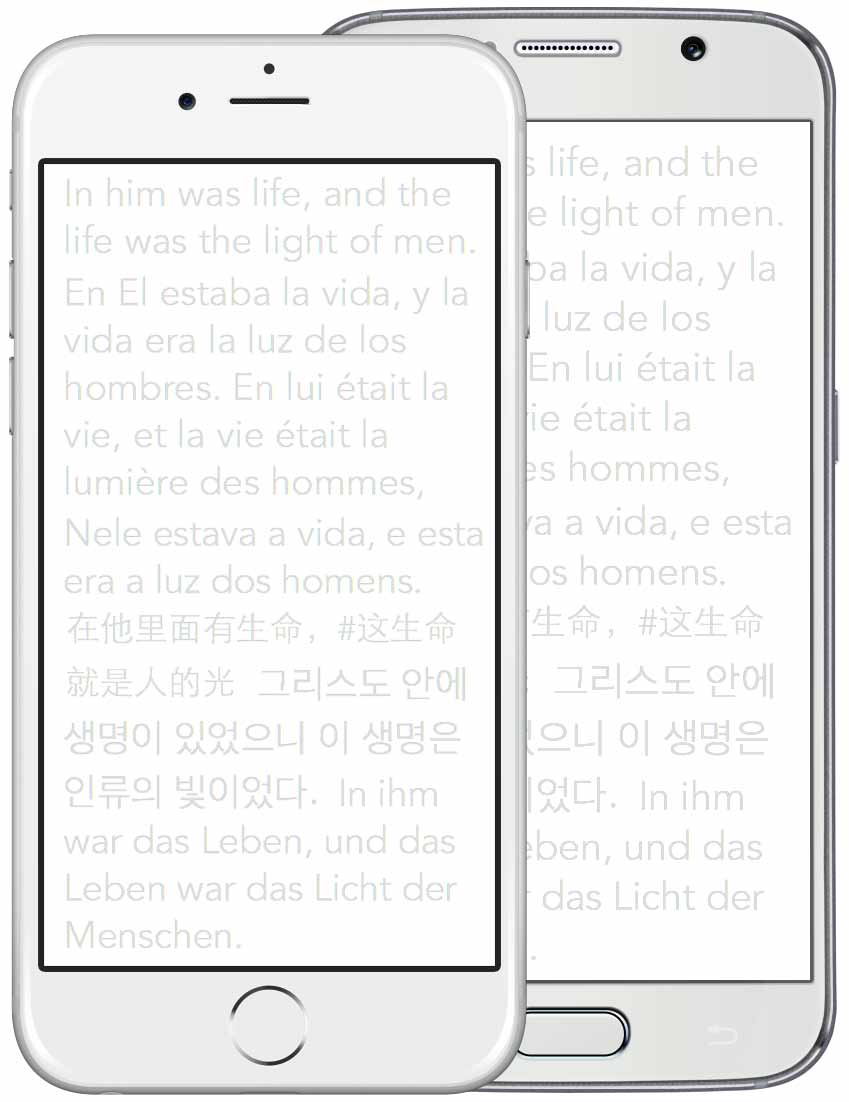 In him was life, and the
life was the light of men.
En El estaba la vida, y la
vida era la luz de los
hombres. En lui était la
vie, et la vie était la
lumière des hommes,
Nele estava a vida, e esta
era a luz dos homens.
在他里面有生命，#这生命
就是人的光 그리스도 안에
생명이 있었으니 이 생명은
인류의 빛이었다. In ihm
war das Leben, und das
Leben war das Licht der
Menschen.
s life, and the
e light of men.
ba la vida, y la
luz de los
En lui était la
ie était la
es hommes,
va a vida, e esta
os homens.
生命，#这生命
그리스도 안에
었으니 이 생명은
이었다. In ihm
eben, und das
das Licht der
.